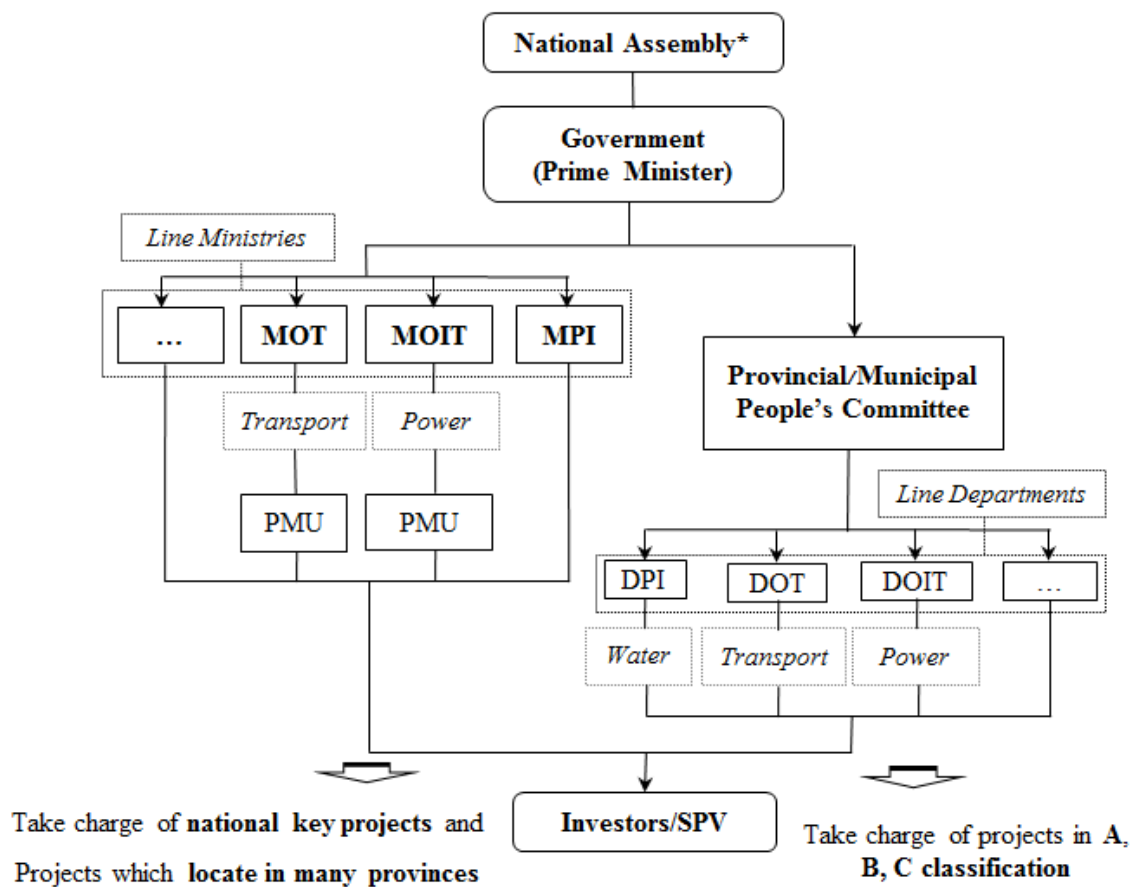 National Assembly*
Government
(Prime Minister)
Line Ministries
...
MOT
MOIT
MPI
Provincial/Municipal
People's Committee
Transport
Power
Line Departments
PMU
PMU
DPI
DOT
DOIT
...
Water
Transport
Power
Take charge of national key projects and
Projects which locate in many provinces
Investors/SPV
Take charge of projects in A,
B, C classification